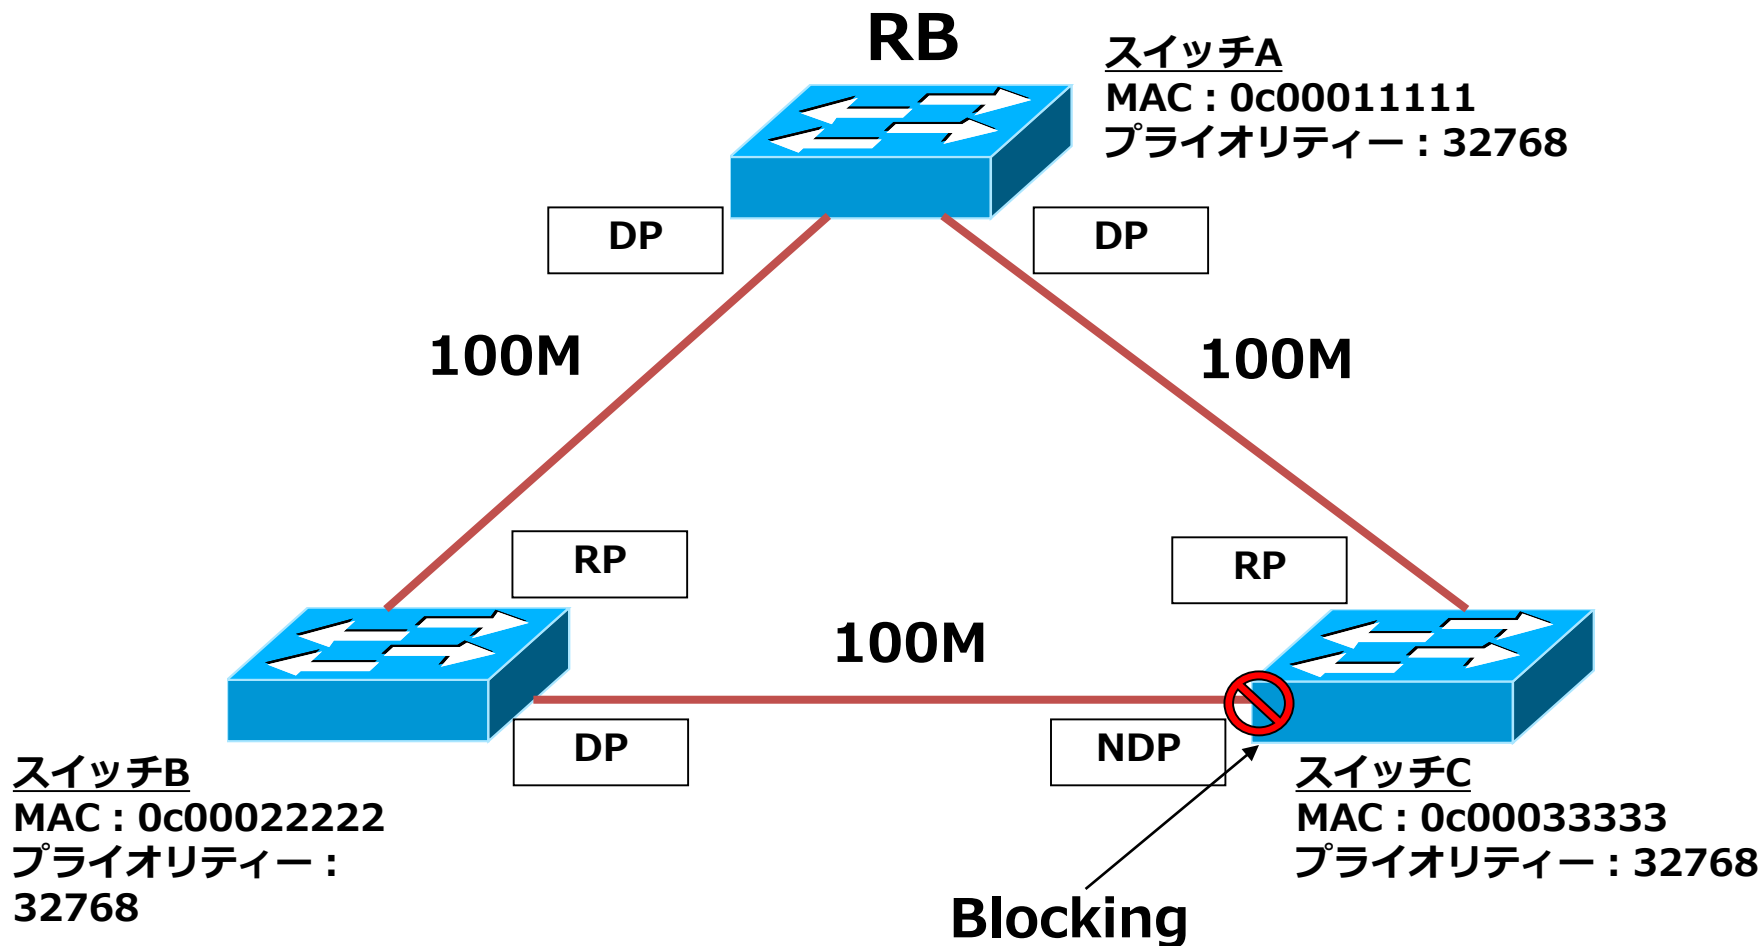 RB
スイッチA
MAC：0c00011111
プライオリティー：32768
DP
DP
100M
100M
RP
RP
100M
DP
NDP
スイッチB
MAC：0c00022222
プライオリティー：
32768
スイッチC
MAC：0c00033333
プライオリティー：32768
Blocking